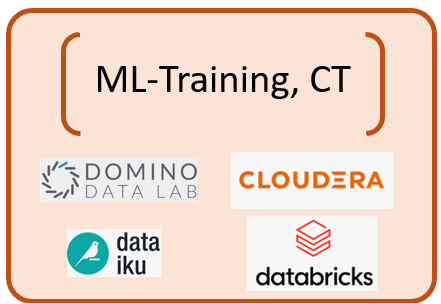 ML-Training, CT
DOMINO
DATA LAB
CLOUDERA
data
iku
databricks